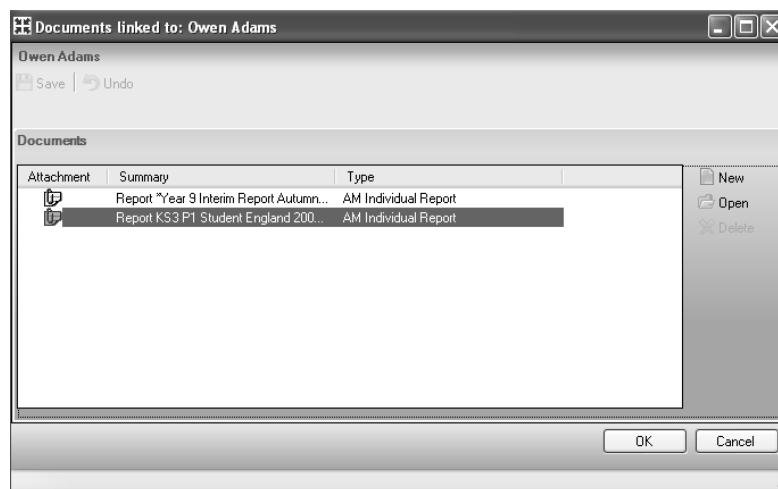 Documents linked to: Owen Adams
Owen Adams
Save Undo
Documents
Attachment Summary Type
Report "Year 9 Interim Report Autumn... AM Individual Report
Report KS3 P1 Student England 200... AM Individual Report
New
Open
Delete
OK Cancel